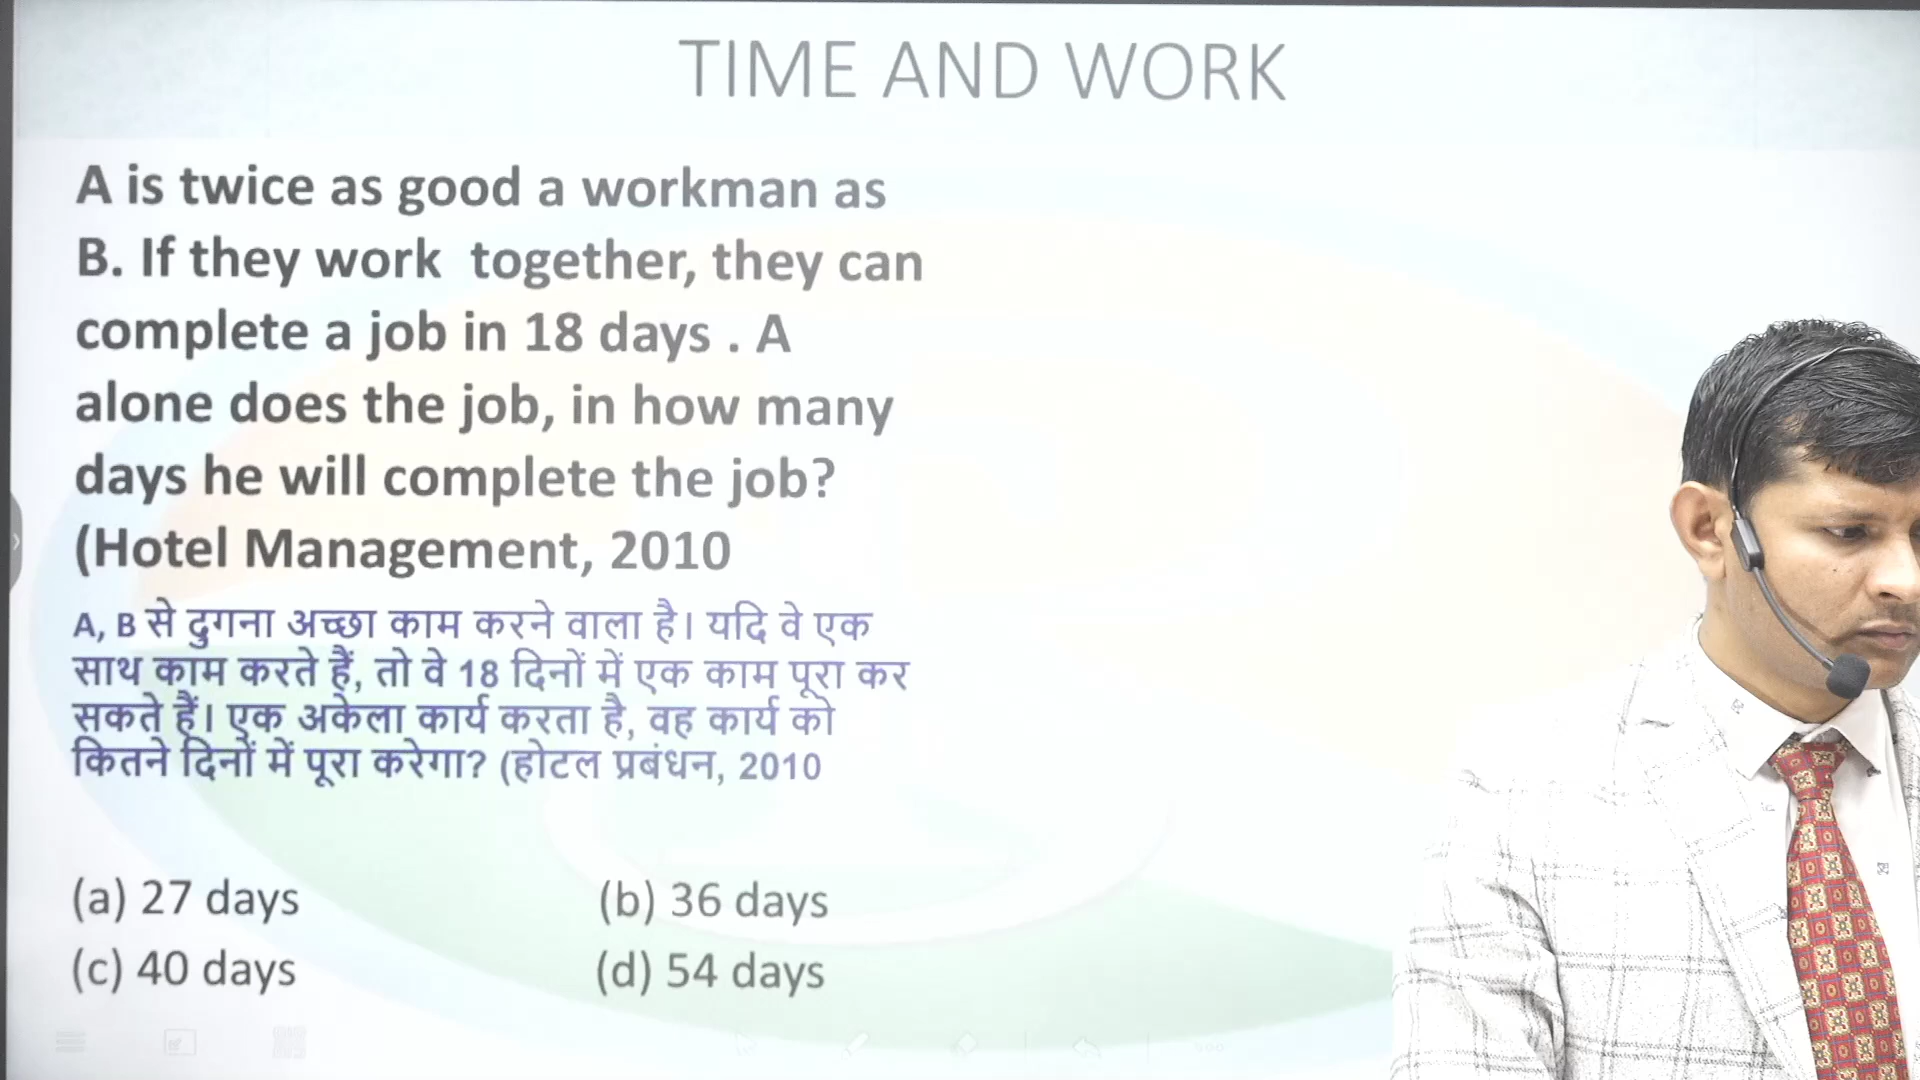 TIME AND WORK
A is twice as good a workman as
B. If they work together, they can
complete a job in 18 days . A
alone does the job, in how many
days he will complete the job?
(Hotel Management, 2010
A, B से दुगना अच्छा काम करने वाला है। यदि वे एक
साथ काम करते हैं, तो वे 18 दिनों में एक काम पूरा कर
सकते हैं। एक अकेला कार्य करता है, वह कार्य को
कितने दिनों में पूरा करेगा? (होटल प्रबंधन, 2010
(a) 27 days (b) 36 days
(c) 40 days (d) 54 days